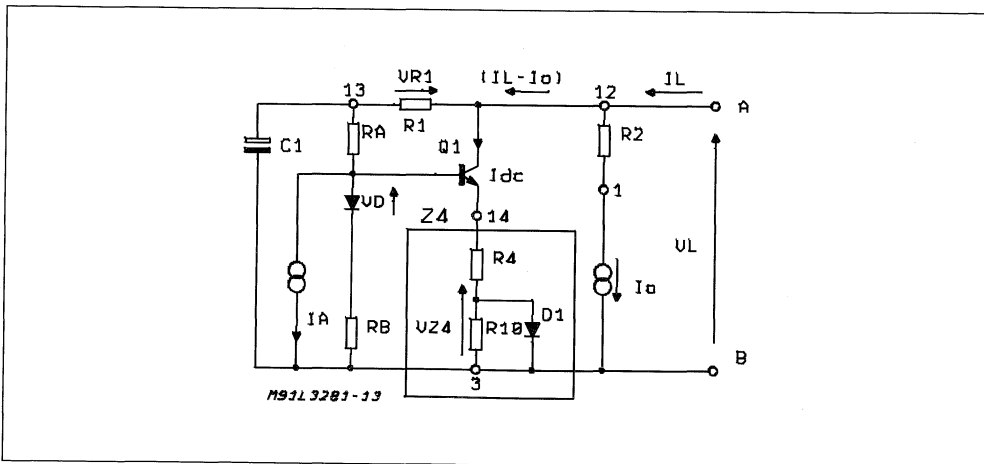 VR1
(IL-Io)
IL
13
12
A
R1
RA
R2
C1
Q1
Idc
VD
1
Z4
14
R4
VL
IA
RB
VZ4
R10
D1
Io
B
3
M91L3281-13